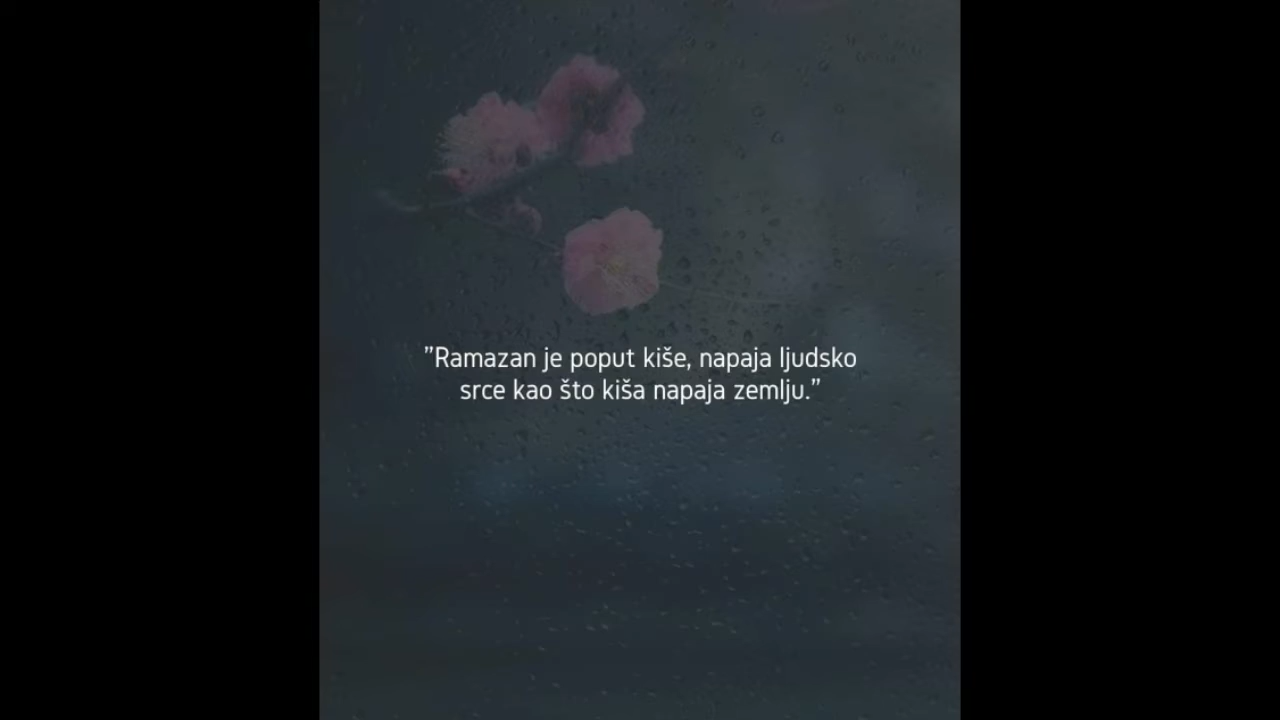 ”Ramazan je poput kiše, napaja ljudsko
srce kao što kiša napaja zemlju.”